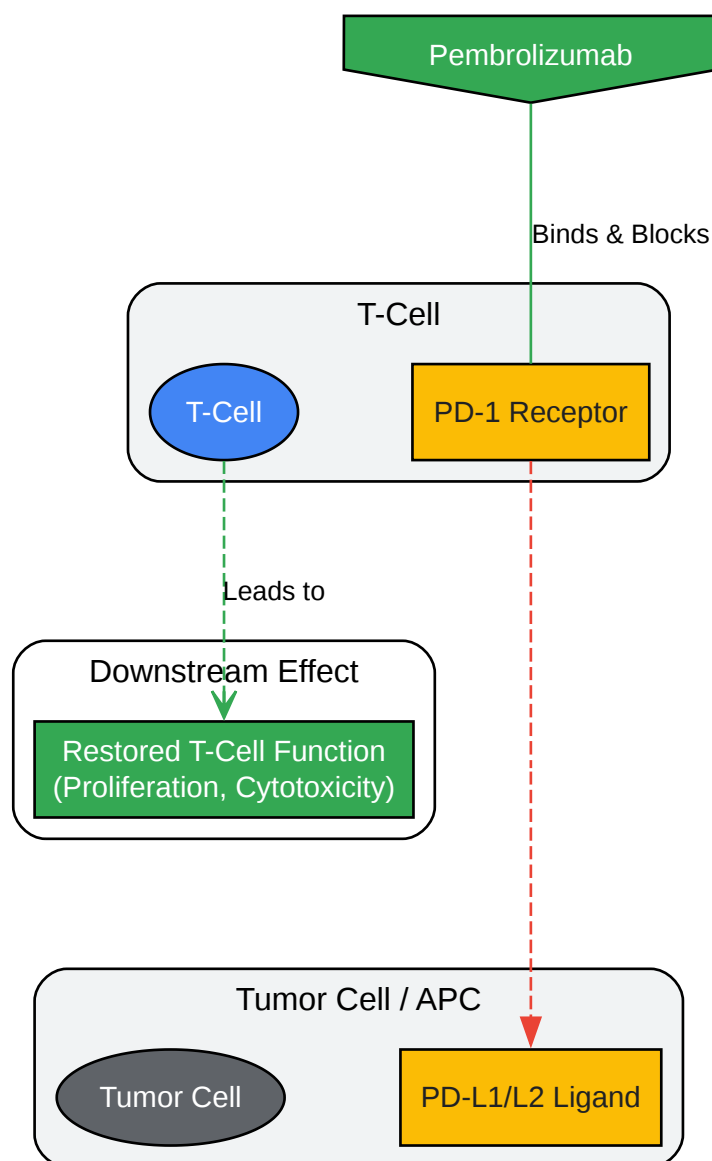 Pembrolizumab
Binds & Blocks
T-Cell
T-Cell
PD-1 Receptor
Leads to
Downstream Effect
Restored T-Cell Function
(Proliferation, Cytotoxicity)
Tumor Cell / APC
Tumor Cell
PD-L1/L2 Ligand